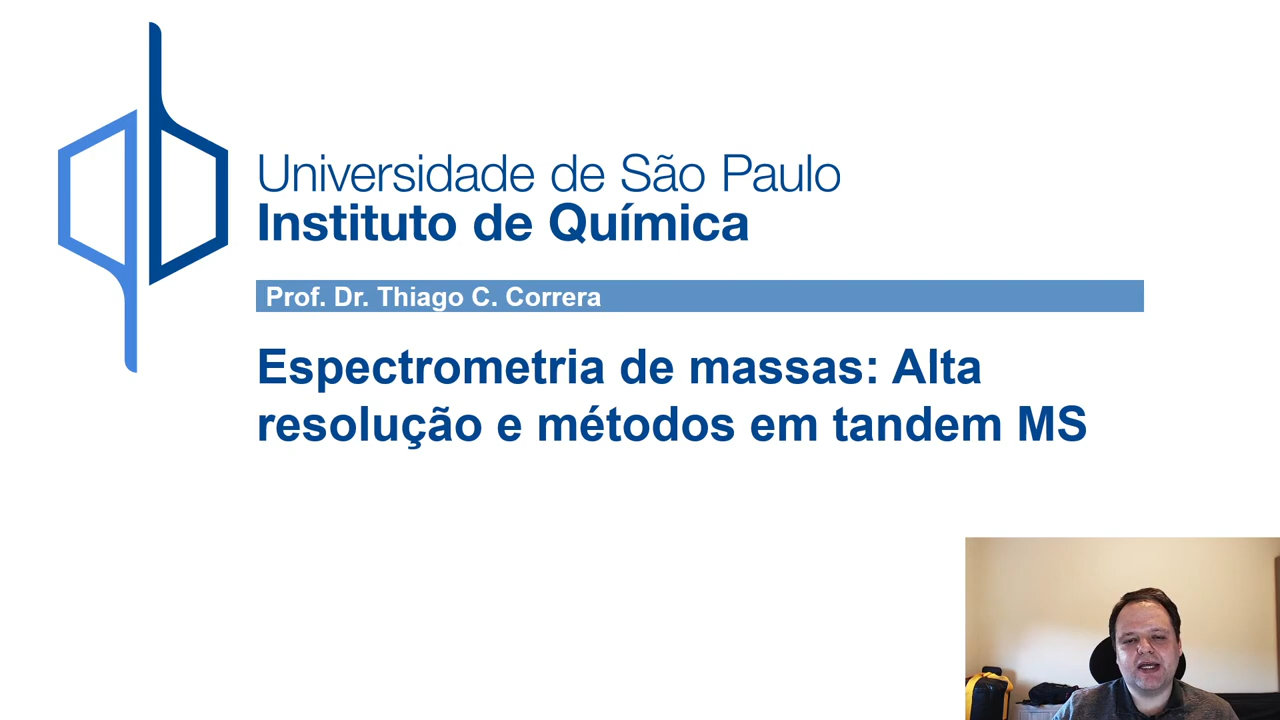 Universidade de São Paulo
Instituto de Química
Prof. Dr. Thiago C. Correra
Espectrometria de massas: Alta
resolução e métodos em tandem MS